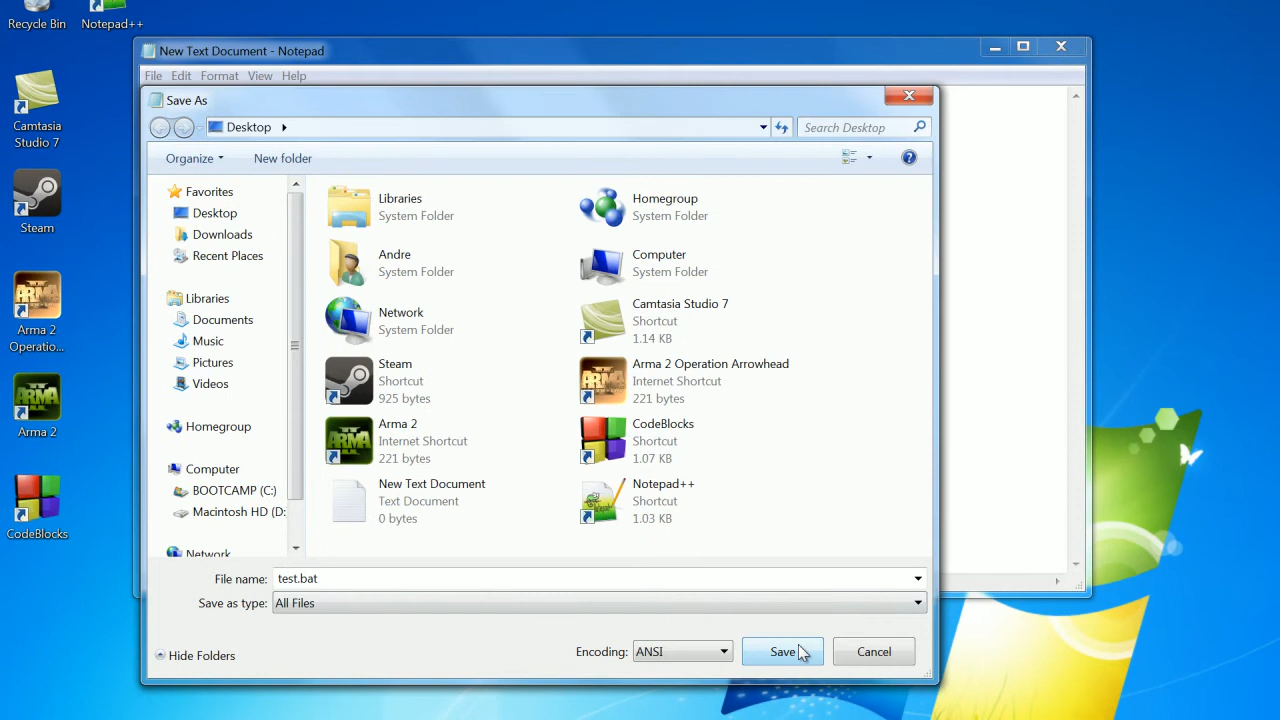 Recycle Bin
Notepad++
New Text Document - Notepad
File Edit Format View Help
Save As
Desktop
Search Desktop
Organize
New folder
Camtasia
Studio 7
Steam
Arma 2
Operatio...
Arma 2
CodeBlocks
Favorites
Desktop
Downloads
Recent Places
Libraries
Documents
Music
Pictures
Videos
Homegroup
Computer
BOOTCAMP (C:)
Macintosh HD (D:
Network
Libraries
System Folder
Homegroup
System Folder
Andre
System Folder
Computer
System Folder
Network
System Folder
Camtasia Studio 7
Shortcut
1.14 KB
Steam
Shortcut
925 bytes
Arma 2 Operation Arrowhead
Internet Shortcut
221 bytes
Arma 2
Internet Shortcut
221 bytes
CodeBlocks
Shortcut
1.07 KB
New Text Document
Text Document
0 bytes
Notepad++
Shortcut
1.03 KB
File name: test.bat
Save as type: All Files
Hide Folders
Encoding: ANSI
Save
Cancel